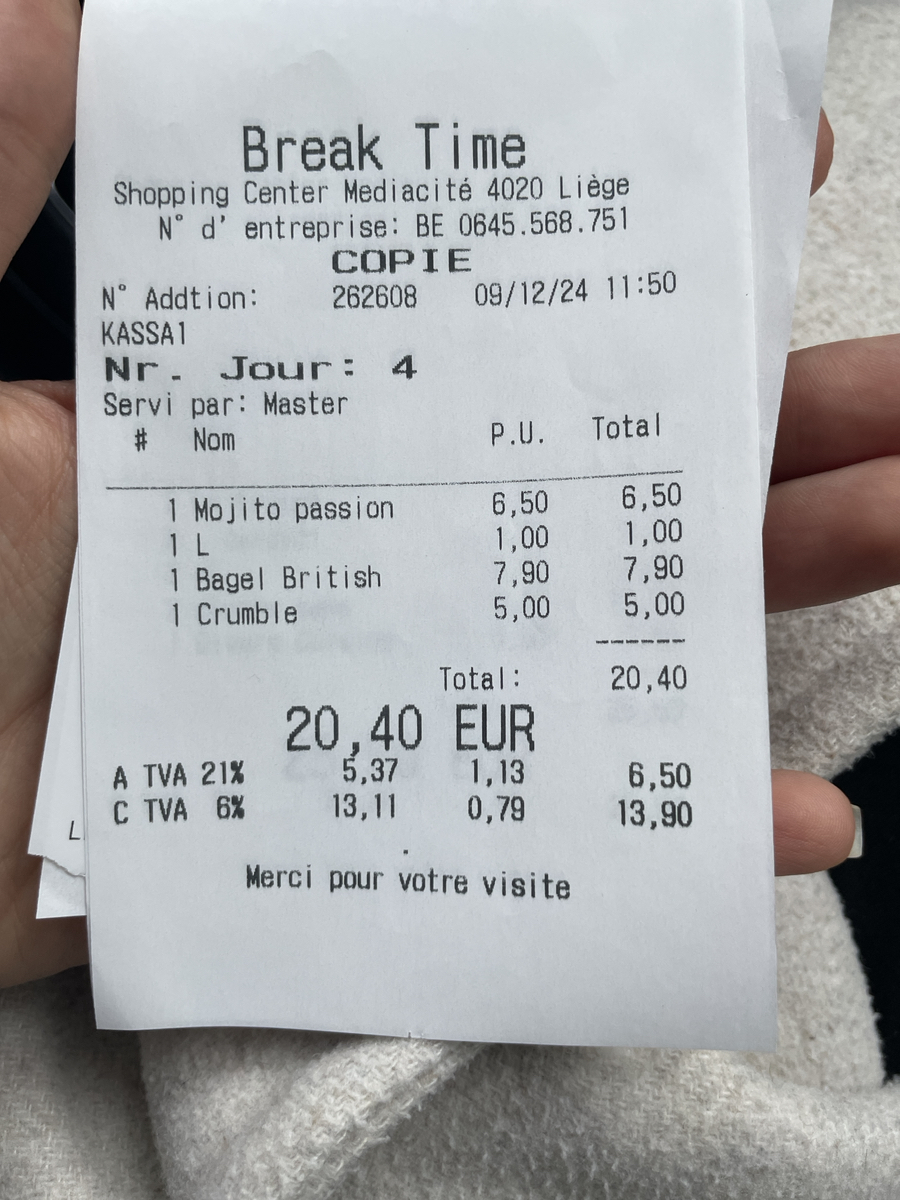 Break Time
Shopping Center Mediacité 4020 Liège
N° d' entreprise: BE 0645.568.751
COPIE
N° Addtion: 262608 09/12/24 11:50
KASSA1
Nr. Jour: 4
Servi par: Master
# Nom P.U. Total
1 Mojito passion 6,50 6,50
1 L 1,00 1,00
1 Bagel British 7,90 7,90
1 Crumble 5,00 5,00
------
Total: 20,40
20,40 EUR
A TVA 21% 5,37 1,13 6,50
C TVA 6% 13,11 0,79 13,90
.
Merci pour votre visite
L